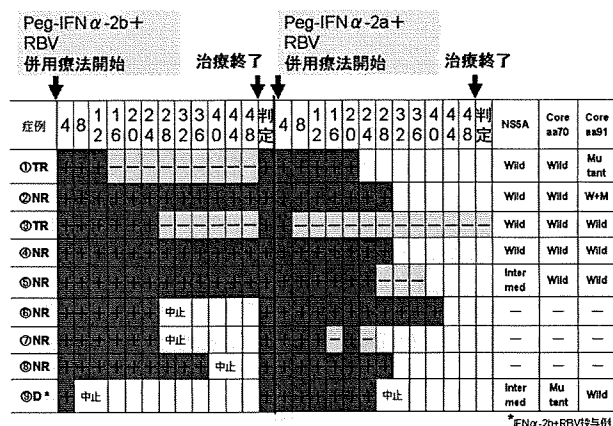 Peg-IFNα-2b＋
RBV
併用療法開始
治療終了
Peg-IFNα-2a＋
RBV
併用療法開始
治療終了
症例 4 8 12 16 20 24 28 32 36 40 44 48 判定 4 8 12 16 20 24 28 32 36 40 44 48 判定 NS5A Core aa70 Core aa91
①TR + + + － － － － － － － － － + + + + + + Wild Wild Mutant
②NR + + + + + + + + + + + + + + + + + + + + Wild Wild W+M
③TR + + + + + + － － － － － － + + － － － － － － － － － － － － Wild Wild Wild
④NR + + + + + + + + + + + + + + + + + + + + Wild Wild Wild
⑤NR + + + + + + + + + + + + + + + + + + + － － － Intermed Wild Wild
⑥NR + + + + + + 中止 + + + + + + + + + + + － － －
⑦NR + + + + + + 中止 + + + + － + － － － －
⑧NR + + + + + + + + + 中止 + + + + + + + + － － －
⑨D* + 中止 + + + + + + + 中止 Intermed Mutant Wild
*IFNα-2b+RBV投与例